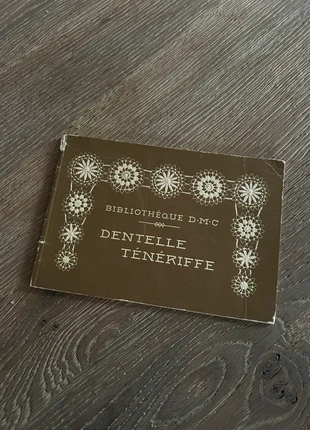 BIBLIOTHÈQUE D·M·C
DENTELLE
TÉNÉRIFFE